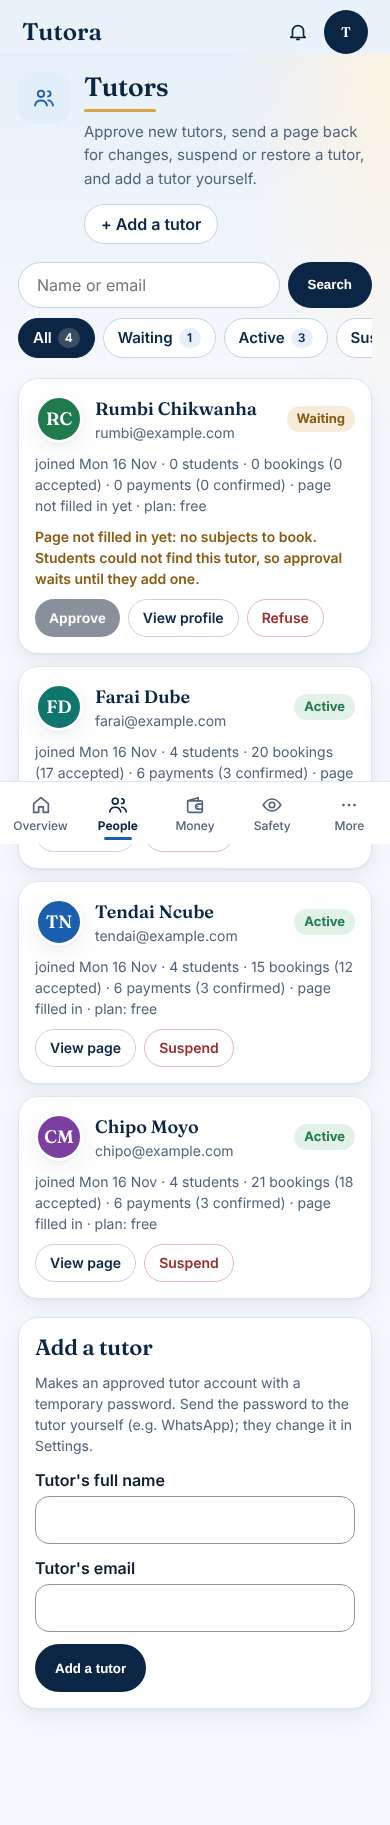 Tutora
T
Tutors
Approve new tutors, send a page back
for changes, suspend or restore a tutor,
and add a tutor yourself.
+ Add a tutor
Name or email
Search
All 4
Waiting 1
Active 3
Sus
RC
Rumbi Chikwanha
rumbi@example.com
Waiting
joined Mon 16 Nov · 0 students · 0 bookings (0
accepted) · 0 payments (0 confirmed) · page
not filled in yet · plan: free
Page not filled in yet: no subjects to book.
Students could not find this tutor, so approval
waits until they add one.
Approve
View profile
Refuse
FD
Farai Dube
farai@example.com
Active
joined Mon 16 Nov · 4 students · 20 bookings
(17 accepted) · 6 payments (3 confirmed) · page
Overview
People
Money
Safety
More
TN
Tendai Ncube
tendai@example.com
Active
joined Mon 16 Nov · 4 students · 15 bookings (12
accepted) · 6 payments (3 confirmed) · page
filled in · plan: free
View page
Suspend
CM
Chipo Moyo
chipo@example.com
Active
joined Mon 16 Nov · 4 students · 21 bookings (18
accepted) · 6 payments (3 confirmed) · page
filled in · plan: free
View page
Suspend
Add a tutor
Makes an approved tutor account with a
temporary password. Send the password to the
tutor yourself (e.g. WhatsApp); they change it in
Settings.
Tutor's full name
Tutor's email
Add a tutor